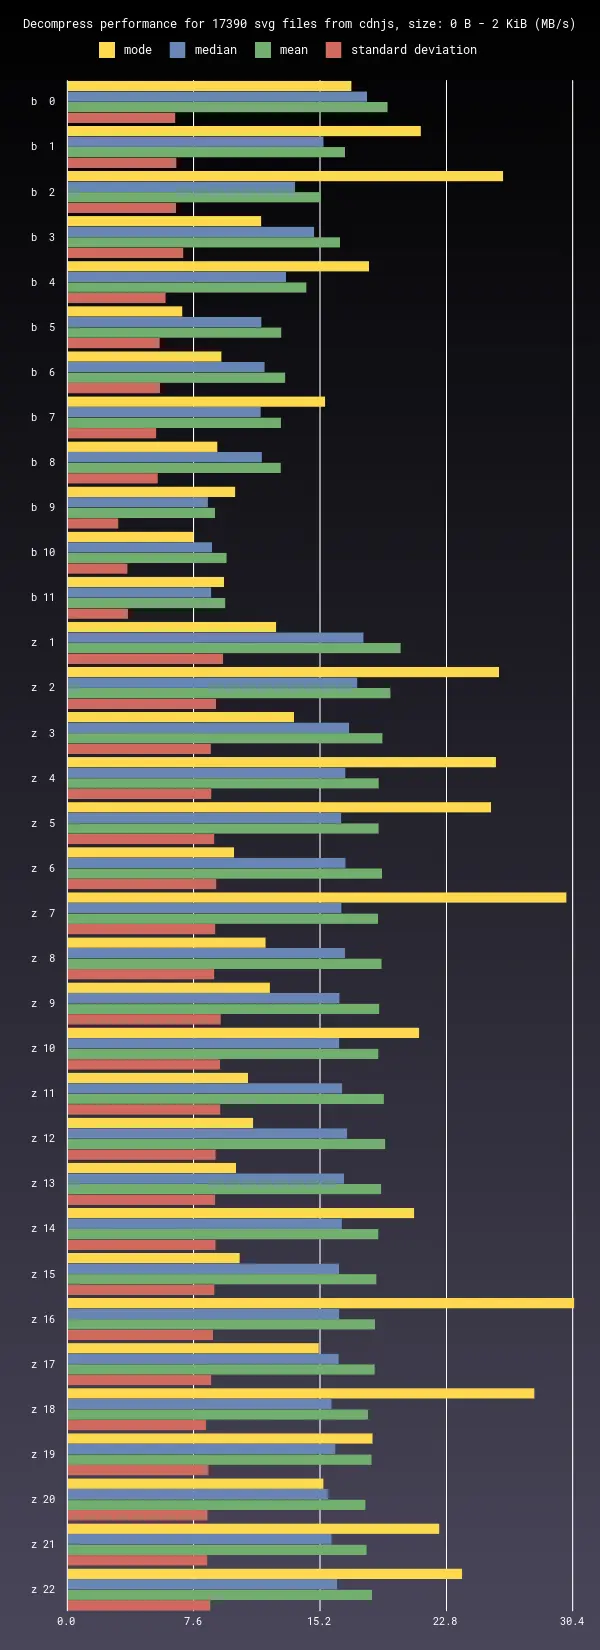 Decompress performance for 17390 svg files from cdnjs, size: 0 B - 2 KiB (MB/s)
mode median mean standard deviation
b 0
b 1
b 2
b 3
b 4
b 5
b 6
b 7
b 8
b 9
b 10
b 11
z 1
z 2
z 3
z 4
z 5
z 6
z 7
z 8
z 9
z 10
z 11
z 12
z 13
z 14
z 15
z 16
z 17
z 18
z 19
z 20
z 21
z 22
0.0 7.6 15.2 22.8 30.4